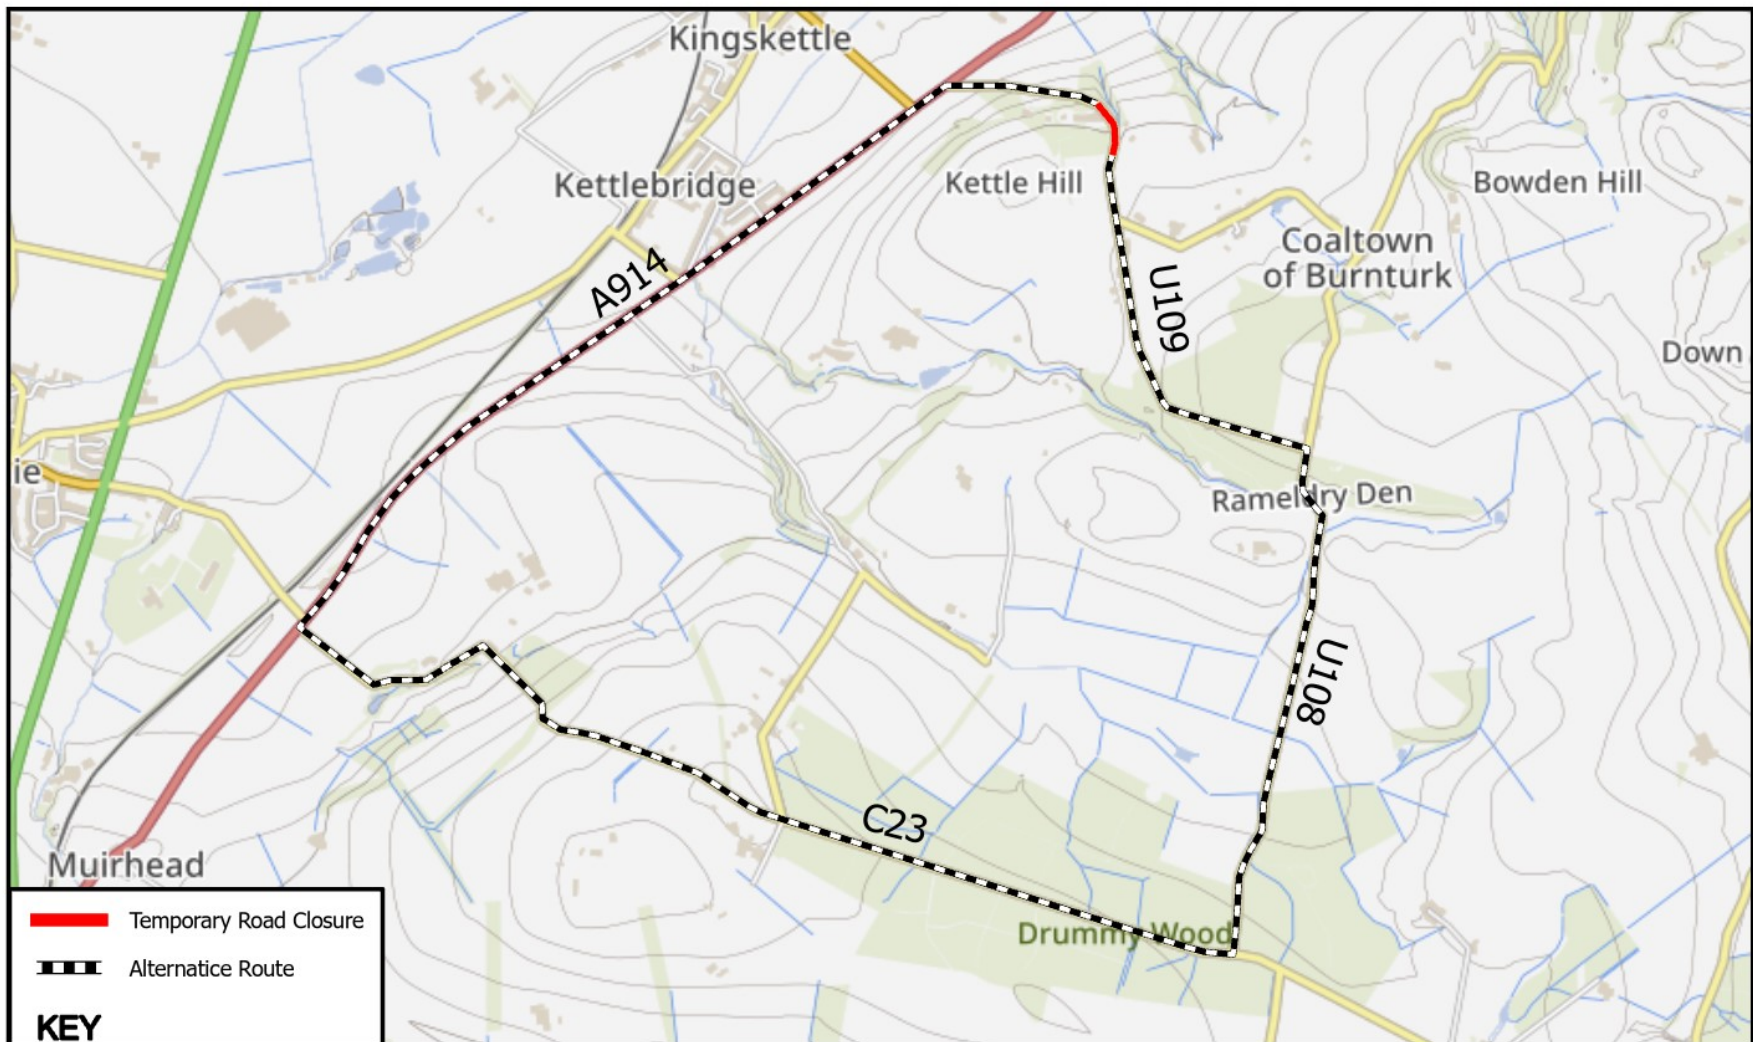 Kingskettle
Kettlebridge
Kettle Hill
Bowden Hill
Coaltown
of Burnturk
A914
U109
Down
ie
Rameldry Den
U108
C23
Muirhead
Drummy Wood
Temporary Road Closure
Alternatice Route
KEY